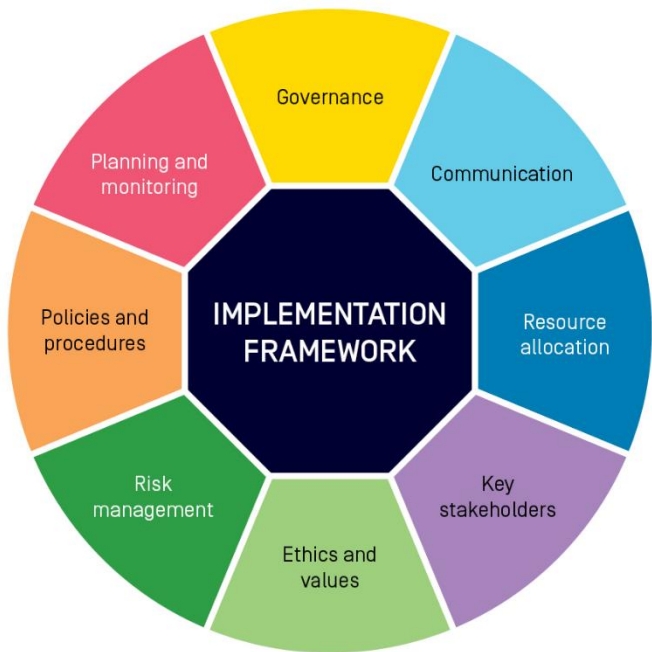 Governance
Communication
Resource
allocation
Key
stakeholders
Ethics and
values
Risk
management
Policies and
procedures
Planning and
monitoring
IMPLEMENTATION
FRAMEWORK